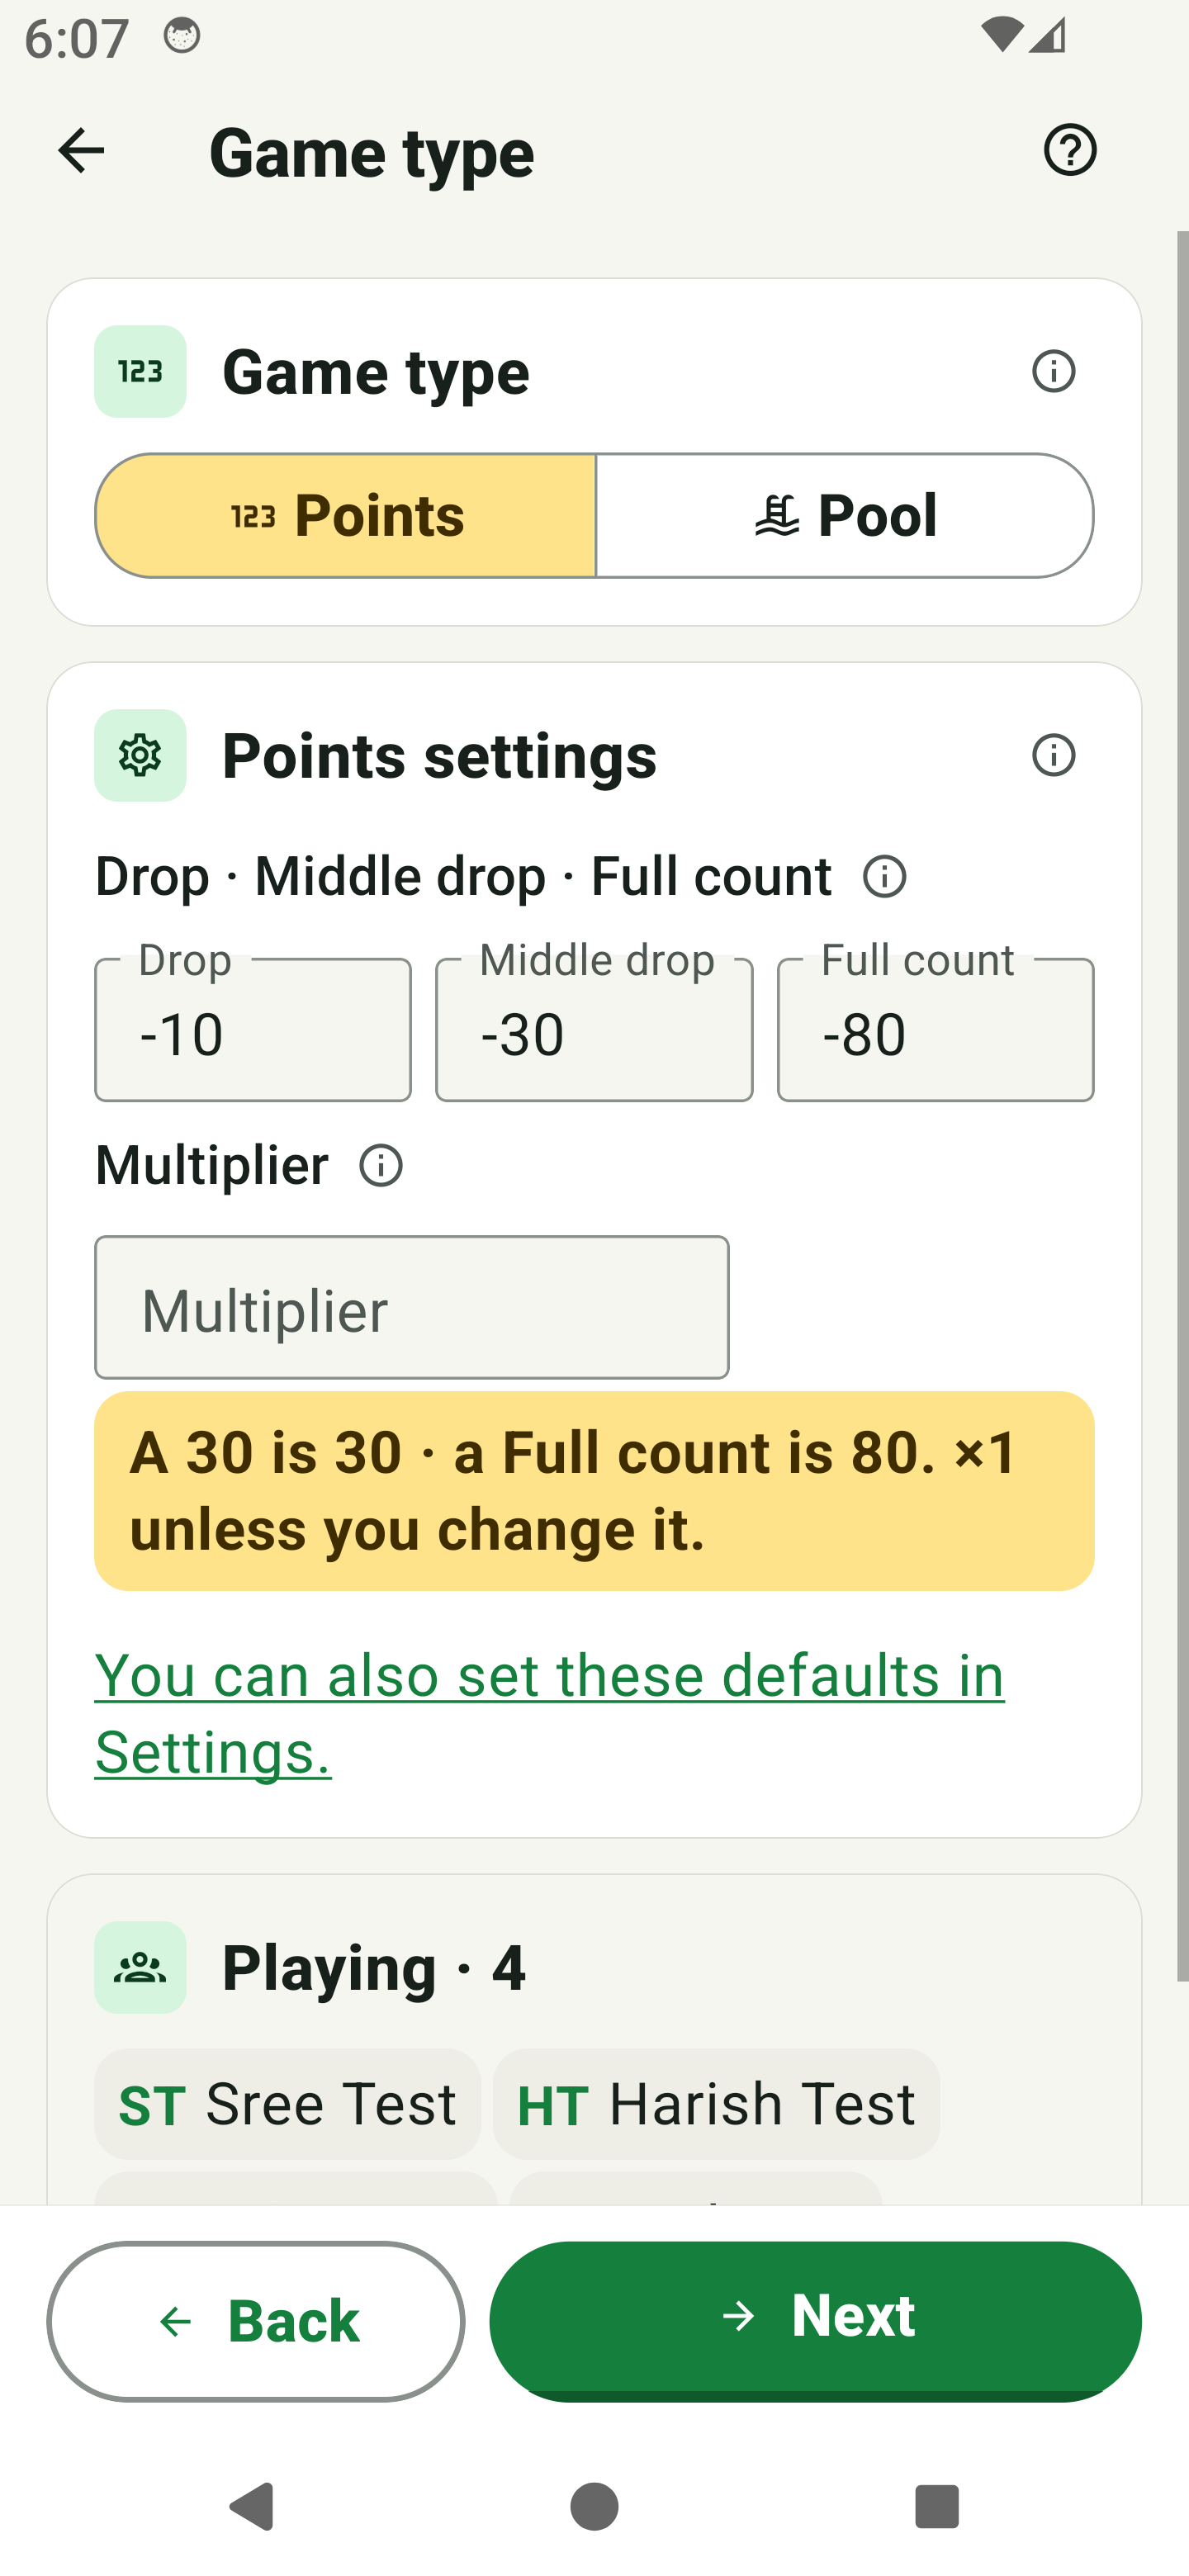 6:07
Game type
123 Game type
123 Points
Pool
Points settings
Drop · Middle drop · Full count
Drop
Middle drop
Full count
-10
-30
-80
Multiplier
Multiplier
A 30 is 30 · a Full count is 80. ×1
unless you change it.
You can also set these defaults in
Settings.
Playing · 4
ST Sree Test
HT Harish Test
Back
Next